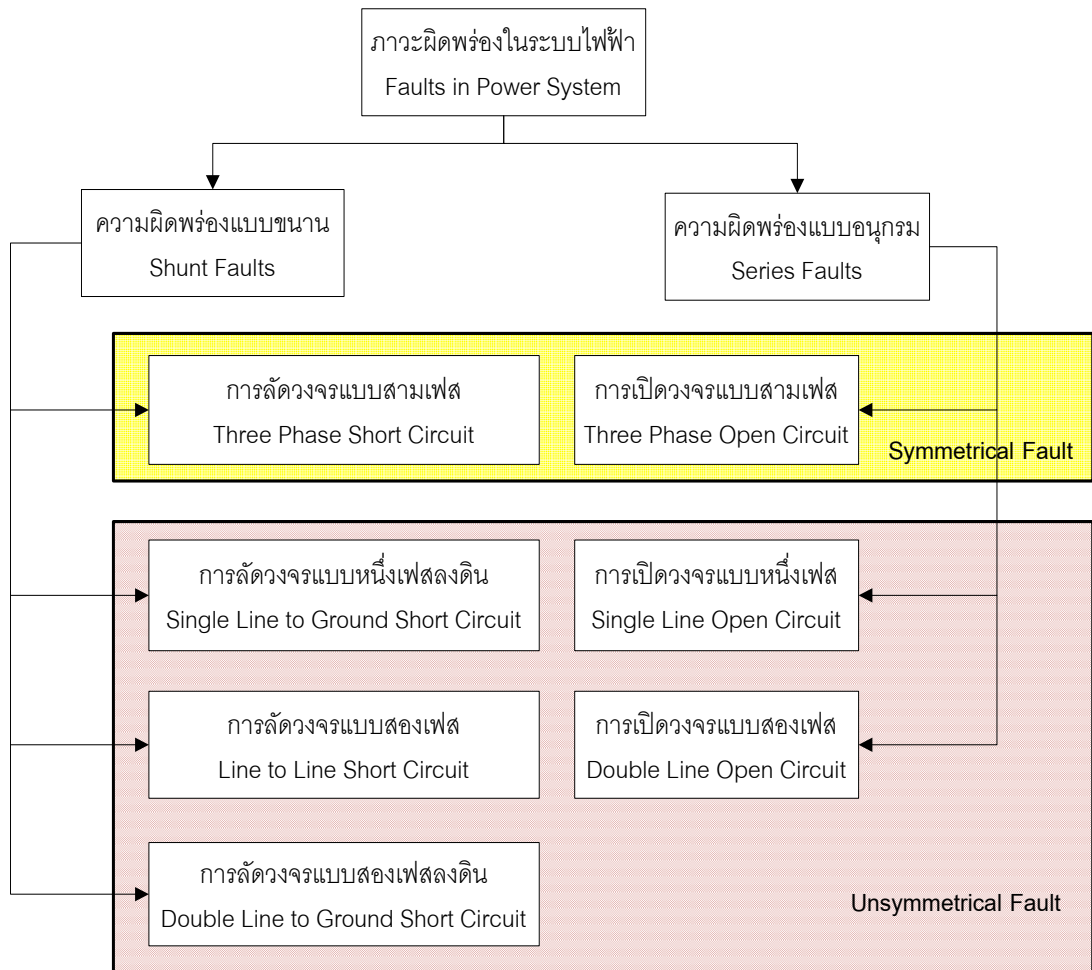 ภาวะผิดพร่องในระบบไฟฟ้า
Faults in Power System
ความผิดพร่องแบบขนาน
Shunt Faults
ความผิดพร่องแบบอนุกรม
Series Faults
การลัดวงจรแบบสามเฟส
Three Phase Short Circuit
การเปิดวงจรแบบสามเฟส
Three Phase Open Circuit
Symmetrical Fault
การลัดวงจรแบบหนึ่งเฟสลงดิน
Single Line to Ground Short Circuit
การเปิดวงจรแบบหนึ่งเฟส
Single Line Open Circuit
การลัดวงจรแบบสองเฟส
Line to Line Short Circuit
การเปิดวงจรแบบสองเฟส
Double Line Open Circuit
การลัดวงจรแบบสองเฟสลงดิน
Double Line to Ground Short Circuit
Unsymmetrical Fault